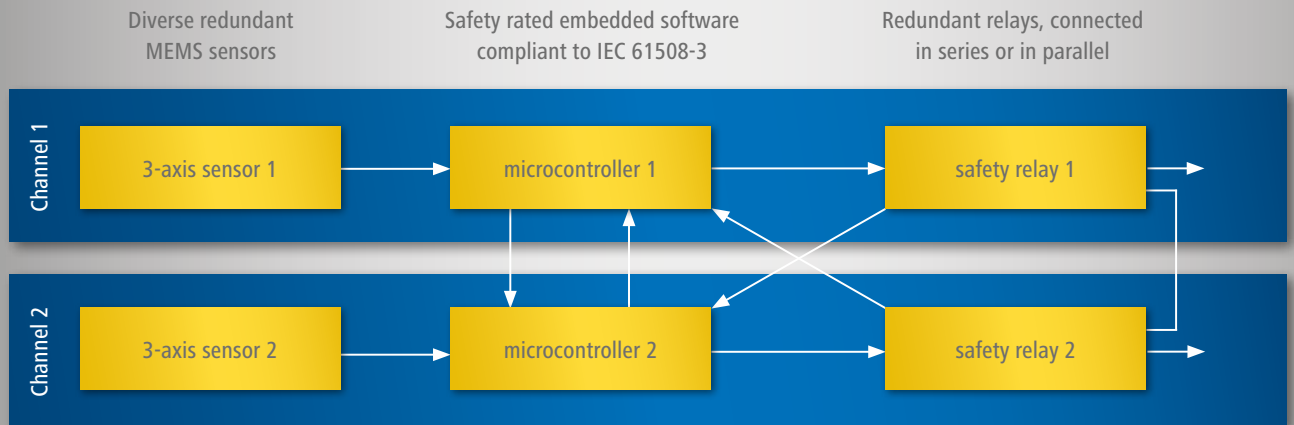 Diverse redundant
MEMS sensors
Safety rated embedded software
compliant to IEC 61508-3
Redundant relays, connected
in series or in parallel
Channel 1
3-axis sensor 1
microcontroller 1
safety relay 1
Channel 2
3-axis sensor 2
microcontroller 2
safety relay 2